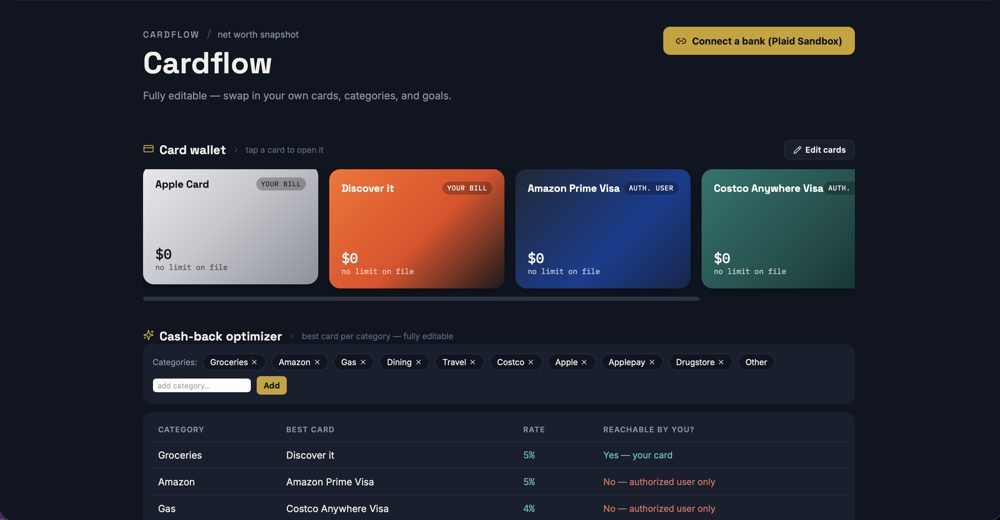 CARDFLOW / net worth snapshot
Connect a bank (Plaid Sandbox)
Cardflow
Fully editable — swap in your own cards, categories, and goals.
Card wallet > tap a card to open it
Edit cards
Apple Card YOUR BILL
$0
no limit on file
Discover it YOUR BILL
$0
no limit on file
Amazon Prime Visa AUTH. USER
$0
no limit on file
Costco Anywhere Visa AUTH.
$0
no limit on file
Cash-back optimizer > best card per category — fully editable
Categories: Groceries × Amazon × Gas × Dining × Travel × Costco × Apple × Applepay × Drugstore × Other
add category... Add
CATEGORY BEST CARD RATE REACHABLE BY YOU?
Groceries Discover it 5% Yes — your card
Amazon Amazon Prime Visa 5% No — authorized user only
Gas Costco Anywhere Visa 4% No — authorized user only